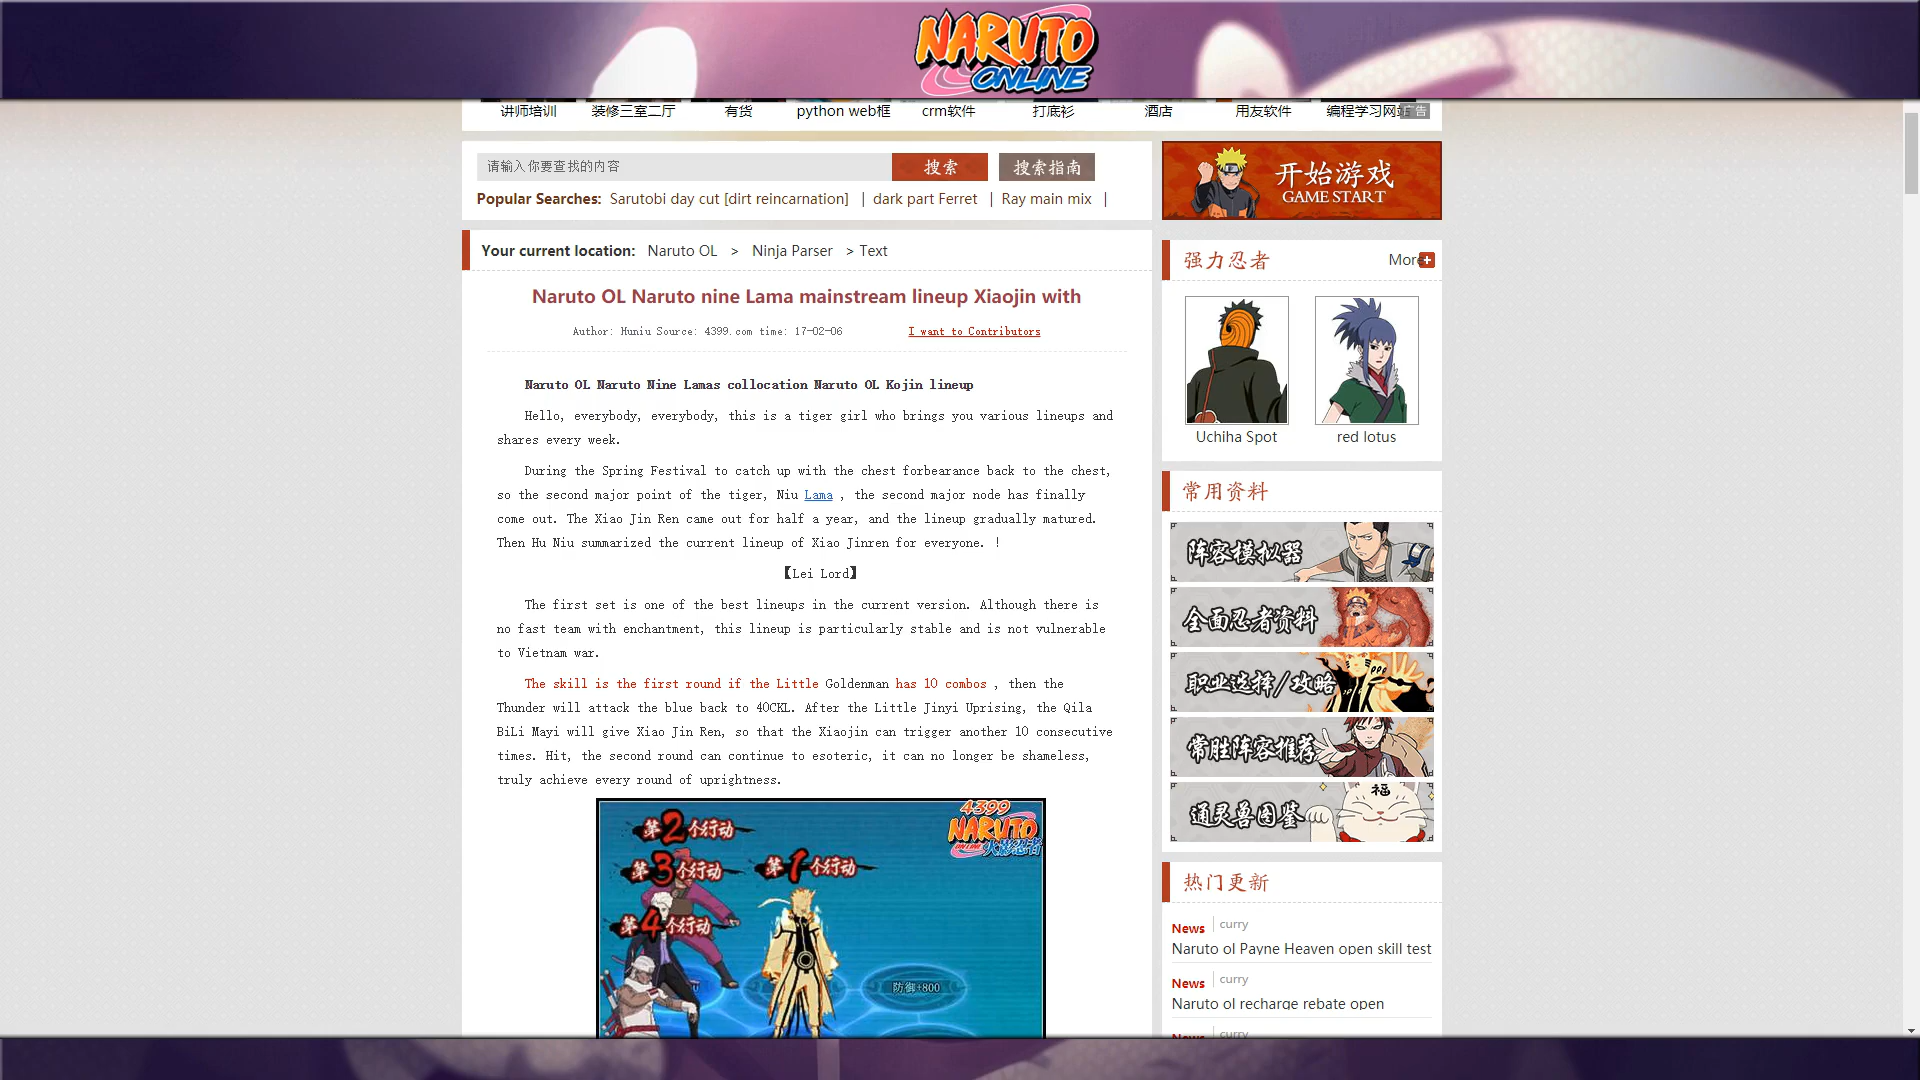 NARUTO
ONLINE
讲师培训 装修三室二厅 有货 python web框 crm软件 打底衫 酒店 用友软件 编程学习网站 广告
请输入你要查找的内容 搜索 搜索指南
Popular Searches: Sarutobi day cut [dirt reincarnation] | dark part Ferret | Ray main mix |
开始游戏
GAME START
Your current location: Naruto OL > Ninja Parser > Text
Naruto OL Naruto nine Lama mainstream lineup Xiaojin with
Author: Huniu Source: 4399.com time: 17-02-06 I want to Contributors
Naruto OL Naruto Nine Lamas collocation Naruto OL Kojin lineup
Hello, everybody, everybody, this is a tiger girl who brings you various lineups and
shares every week.
During the Spring Festival to catch up with the chest forbearance back to the chest,
so the second major point of the tiger, Niu Lama , the second major node has finally
come out. The Xiao Jin Ren came out for half a year, and the lineup gradually matured.
Then Hu Niu summarized the current lineup of Xiao Jinren for everyone. !
【Lei Lord】
The first set is one of the best lineups in the current version. Although there is
no fast team with enchantment, this lineup is particularly stable and is not vulnerable
to Vietnam war.
The skill is the first round if the Little Goldenman has 10 combos , then the
Thunder will attack the blue back to 40CKL. After the Little Jinyi Uprising, the Qila
BiLi Mayi will give Xiao Jin Ren, so that the Xiaojin can trigger another 10 consecutive
times. Hit, the second round can continue to esoteric, it can no longer be shameless,
truly achieve every round of uprightness.
4399
NARUTO
ONLINE 火影忍者
第2个行动
第3个行动
第1个行动
第4个行动
防御+800
强力忍者 More
Uchiha Spot red lotus
常用资料
阵容模拟器
全面忍者资料
职业选择/攻略
常胜阵容推荐
福
通灵兽图鉴
热门更新
News curry
Naruto ol Payne Heaven open skill test
News curry
Naruto ol recharge rebate open
News curry